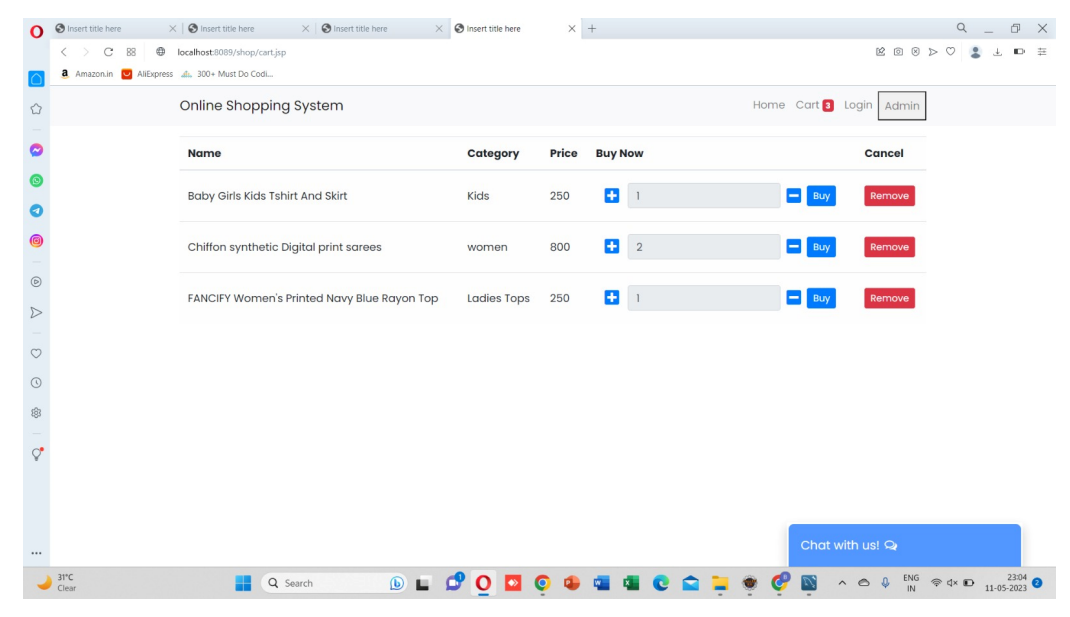 Insert title here Insert title here Insert title here Insert title here
localhost:8089/shop/cart.jsp
a Amazon.in AliExpress 300+ Must Do Codi...
Online Shopping System Home Cart 3 Login Admin
Name Category Price Buy Now Cancel
Baby Girls Kids Tshirt And Skirt Kids 250 1 Buy Remove
Chiffon synthetic Digital print sarees women 800 2 Buy Remove
FANCIFY Women's Printed Navy Blue Rayon Top Ladies Tops 250 1 Buy Remove
Chat with us!
31°C Search ENG 23:04
Clear IN 11-05-2023 2